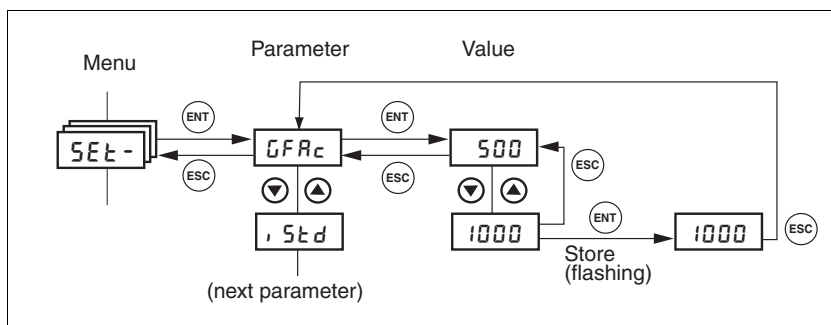 Menu
Parameter
Value
SEt-
ENT
ESC
GFAc
ENT
ESC
500
ESC
iStd
1000
ENT
Store
(flashing)
1000
ESC
(next parameter)